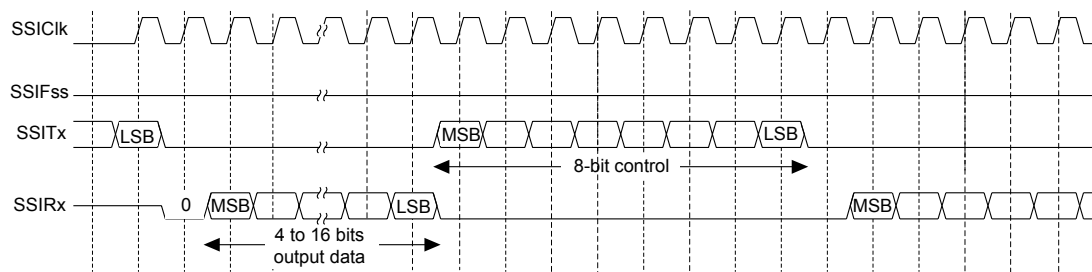 SSIClk
SSIFss
SSITx
LSB
MSB
LSB
8-bit control
SSIRx
0
MSB
LSB
MSB
4 to 16 bits
output data